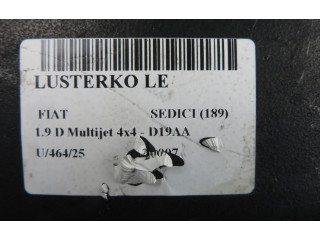 LUSTERKO LE
FIAT SEDICI (189)
1.9 D Multijet 4x4 - D19AA
U/464/25